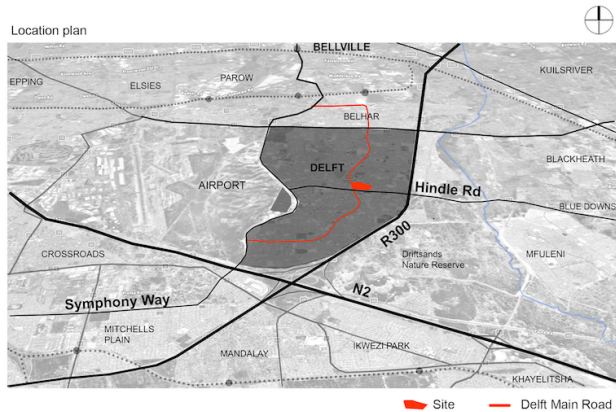 Location plan
BELLVILLE
EPPING
ELSIES
PAROW
KUILSRIVER
BELHAR
DELFT
BLACKHEATH
AIRPORT
Hindle Rd
BLUE DOWNS
R300
CROSSROADS
Driftsands
Nature Reserve
MFULENI
N2
Symphony Way
MITCHELLS
PLAIN
MANDALAY
IKWEZI PARK
KHAYELITSHA
Site
Delft Main Road